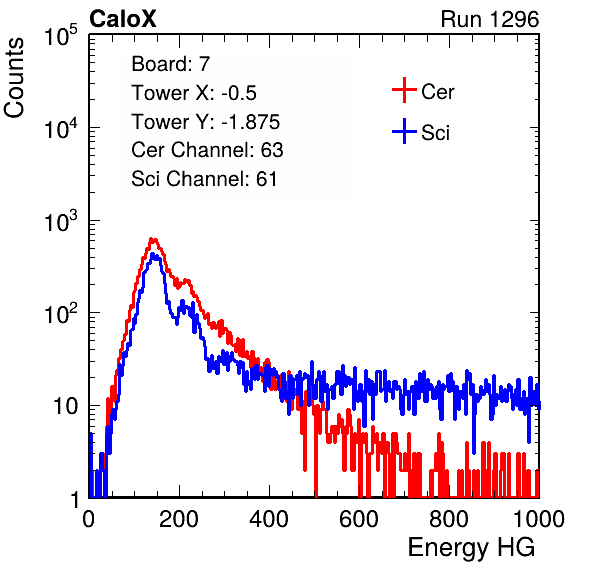 CaloX Run 1296
Counts
10^5
10^4
10^3
10^2
10
1
Board: 7
Tower X: -0.5
Tower Y: -1.875
Cer Channel: 63
Sci Channel: 61
Cer
Sci
0 200 400 600 800 1000
Energy HG